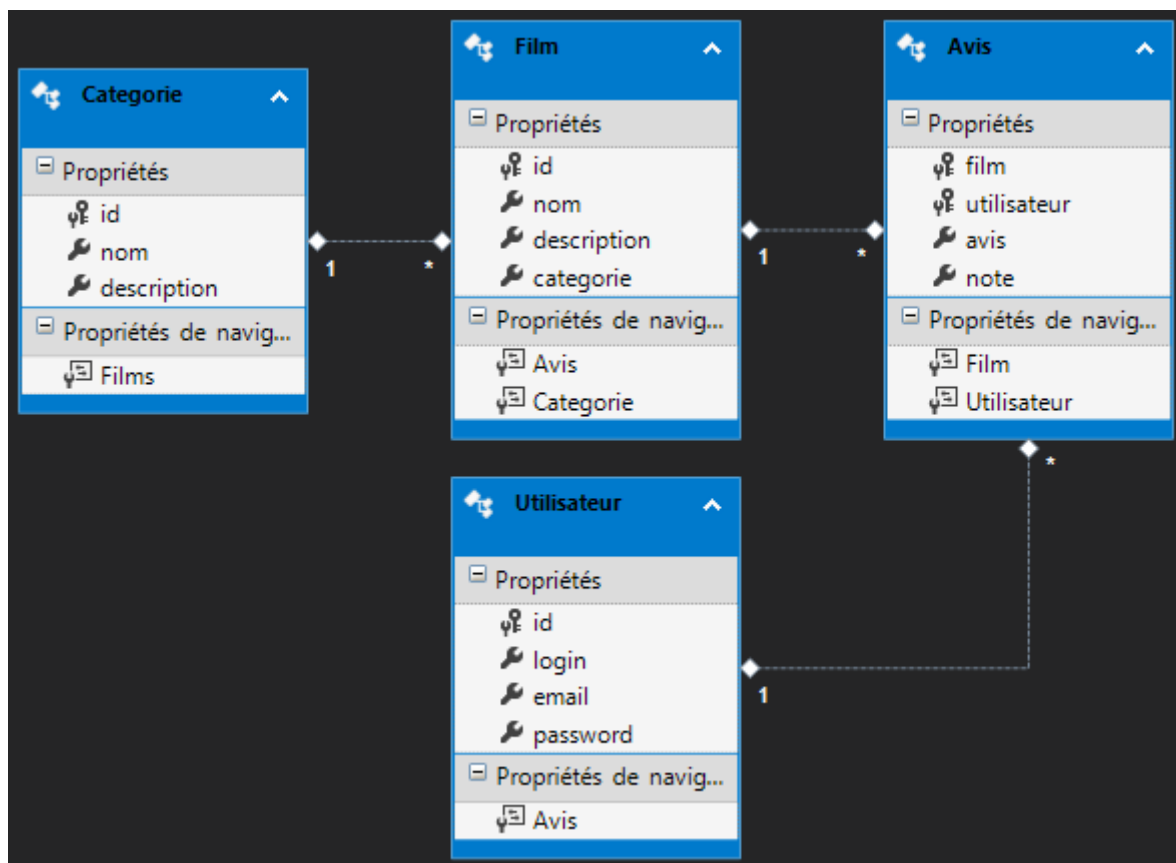 Categorie
Propriétés
id
nom
description
Propriétés de navig...
Films
1
*
Film
Propriétés
id
nom
description
categorie
Propriétés de navig...
Avis
Categorie
1
*
Avis
Propriétés
film
utilisateur
avis
note
Propriétés de navig...
Film
Utilisateur
*
Utilisateur
Propriétés
id
login
email
password
Propriétés de navig...
Avis
1